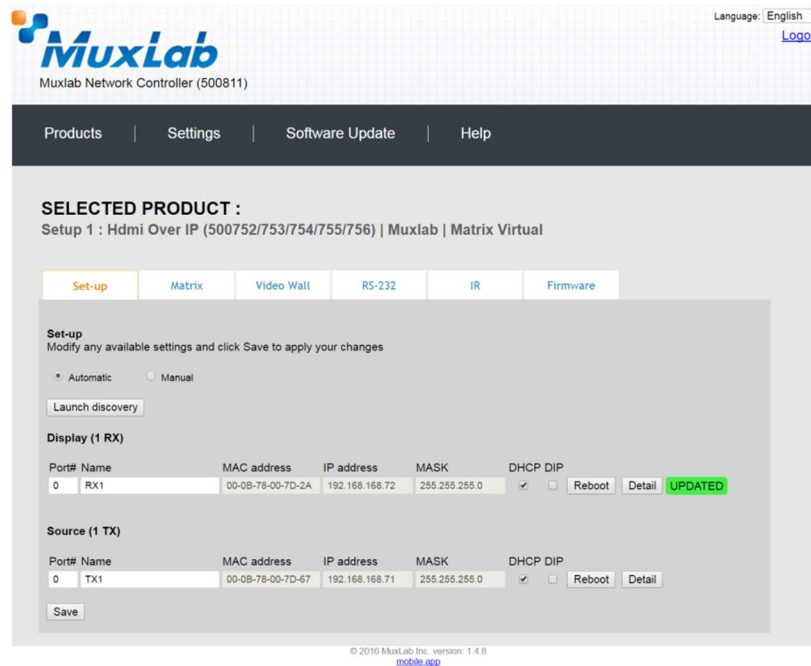 Language: English
Logo
MuxLab
Muxlab Network Controller (500811)
Products | Settings | Software Update | Help
SELECTED PRODUCT :
Setup 1 : Hdmi Over IP (500752/753/754/755/756) | Muxlab | Matrix Virtual
Set-up Matrix Video Wall RS-232 IR Firmware
Set-up
Modify any available settings and click Save to apply your changes
Automatic Manual
Launch discovery
Display (1 RX)
Port# Name MAC address IP address MASK DHCP DIP
0 RX1 00-0B-78-00-7D-2A 192.168.168.72 255.255.255.0 Reboot Detail UPDATED
Source (1 TX)
Port# Name MAC address IP address MASK DHCP DIP
0 TX1 00-0B-78-00-7D-67 192.168.168.71 255.255.255.0 Reboot Detail
Save
© 2016 MuxLab Inc. version: 1.4.8
mobile app